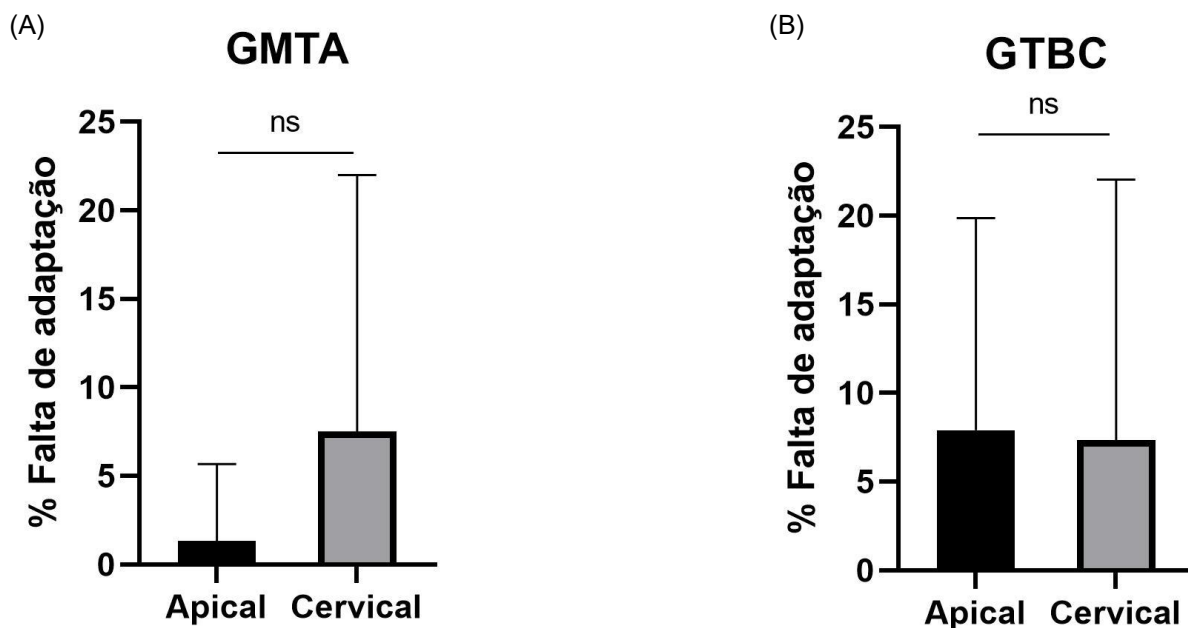 (A)
GMTA
ns
25
20
15
10
5
0
% Falta de adaptação
Apical Cervical
(B)
GTBC
ns
25
20
15
10
5
0
% Falta de adaptação
Apical Cervical